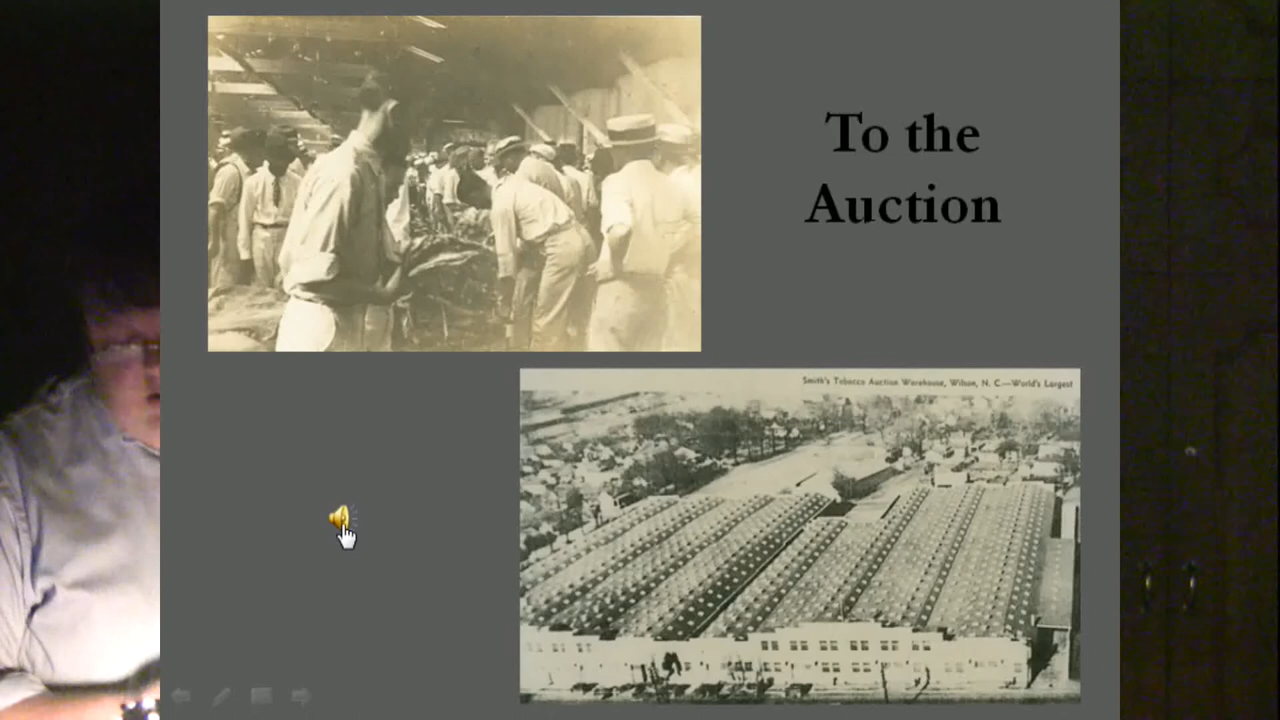 To the
Auction
Smith's Tobacco Auction Warehouse, Wilson, N. C.—World's Largest